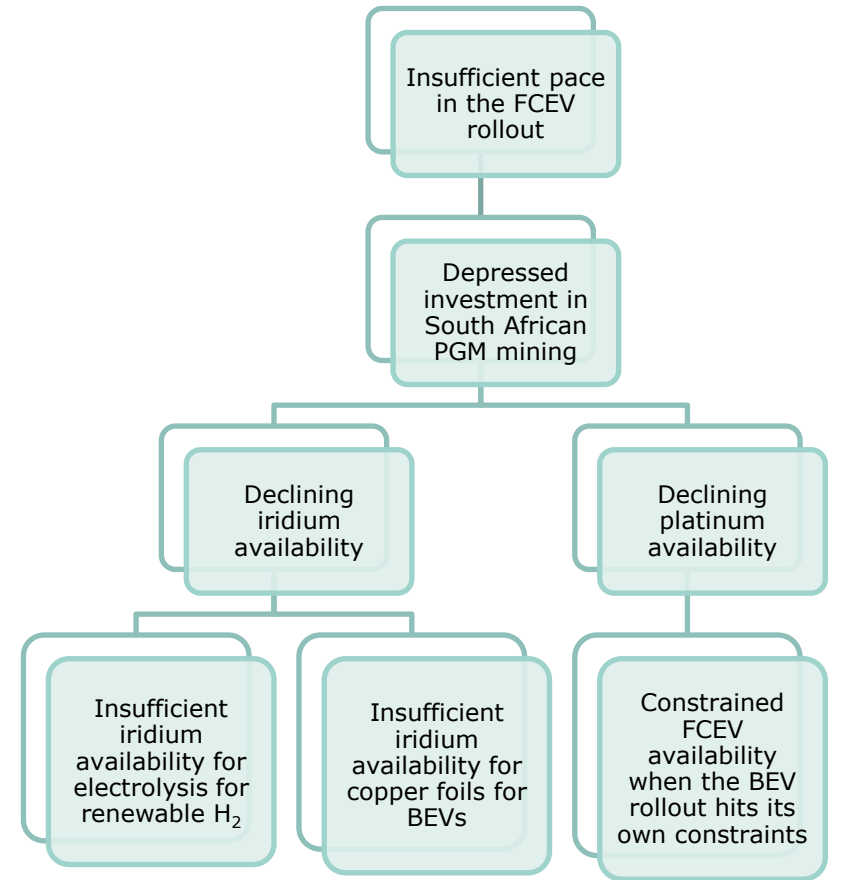 Insufficient pace
in the FCEV
rollout
Depressed
investment in
South African
PGM mining
Declining
iridium
availability
Declining
platinum
availability
Insufficient
iridium
availability for
electrolysis for
renewable H₂
Insufficient
iridium
availability for
copper foils for
BEVs
Constrained
FCEV
availability
when the BEV
rollout hits its
own constraints